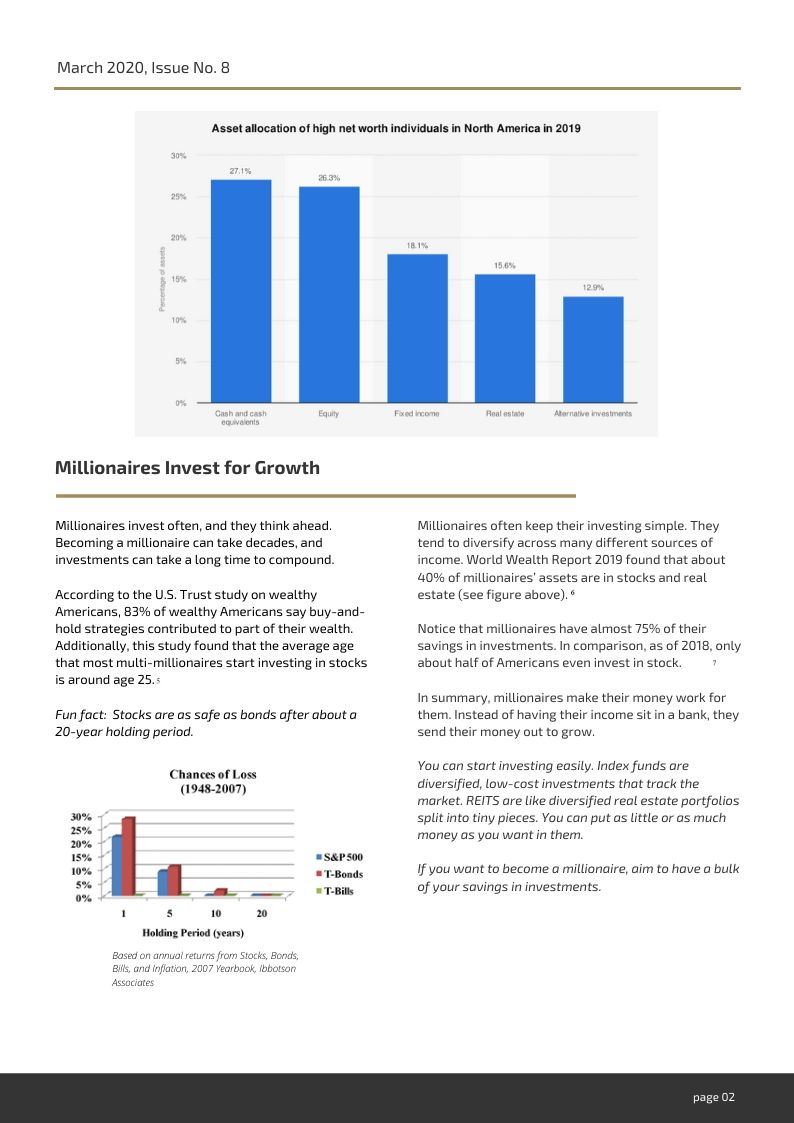 March 2020, Issue No. 8
Asset allocation of high net worth individuals in North America in 2019
Percentage of assets
30%
25%
20%
15%
10%
5%
0%
27.1%
26.3%
18.1%
15.6%
12.9%
Cash and cash
equivalents
Equity
Fixed income
Real estate
Alternative investments
Millionaires Invest for Growth
Millionaires invest often, and they think ahead.
Becoming a millionaire can take decades, and
investments can take a long time to compound.
According to the U.S. Trust study on wealthy
Americans, 83% of wealthy Americans say buy-and-
hold strategies contributed to part of their wealth.
Additionally, this study found that the average age
that most multi-millionaires start investing in stocks
is around age 25. 5
Fun fact:  Stocks are as safe as bonds after about a
20-year holding period.
Chances of Loss
(1948-2007)
30%
25%
20%
15%
10%
5%
0%
1 5 10 20
Holding Period (years)
S&P500
T-Bonds
T-Bills
Based on annual returns from Stocks, Bonds,
Bills, and Inflation, 2007 Yearbook, Ibbotson
Associates
Millionaires often keep their investing simple. They
tend to diversify across many different sources of
income. World Wealth Report 2019 found that about
40% of millionaires’ assets are in stocks and real
estate (see figure above). 6
Notice that millionaires have almost 75% of their
savings in investments. In comparison, as of 2018, only
about half of Americans even invest in stock. 7
In summary, millionaires make their money work for
them. Instead of having their income sit in a bank, they
send their money out to grow.
You can start investing easily. Index funds are
diversified, low-cost investments that track the
market. REITS are like diversified real estate portfolios
split into tiny pieces. You can put as little or as much
money as you want in them.
If you want to become a millionaire, aim to have a bulk
of your savings in investments.
page 02